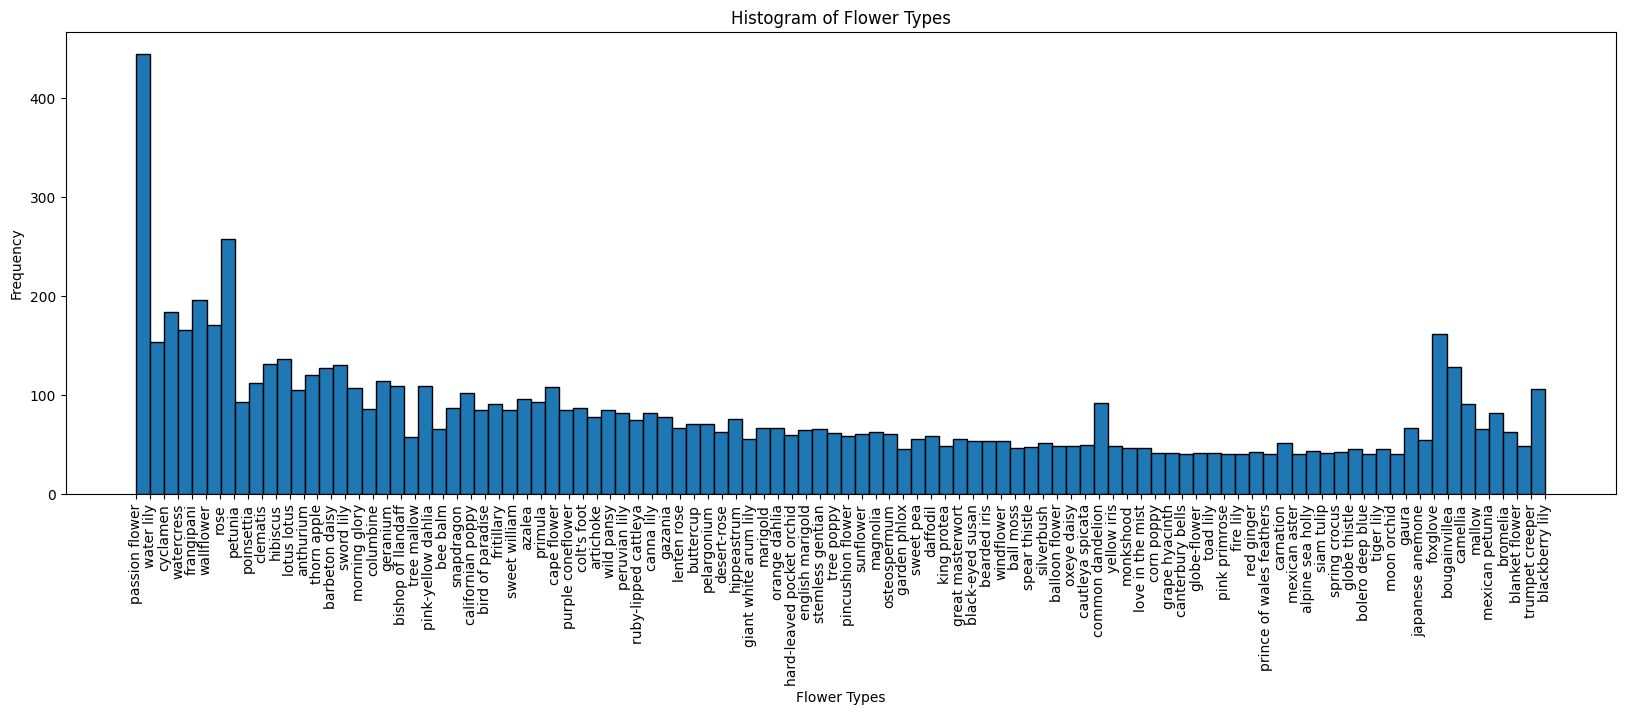 Histogram of Flower Types
Frequency
400
300
200
100
0
passion flower
water lily
cyclamen
watercress
frangipani
wallflower
rose
petunia
poinsettia
clematis
hibiscus
lotus lotus
anthurium
thorn apple
barbeton daisy
sword lily
morning glory
columbine
geranium
bishop of llandaff
tree mallow
pink-yellow dahlia
bee balm
snapdragon
californian poppy
bird of paradise
fritillary
sweet william
azalea
primula
cape flower
purple coneflower
colt's foot
artichoke
wild pansy
peruvian lily
ruby-lipped cattleya
canna lily
gazania
lenten rose
buttercup
pelargonium
desert-rose
hippeastrum
giant white arum lily
marigold
orange dahlia
hard-leaved pocket orchid
english marigold
stemless gentian
tree poppy
pincushion flower
sunflower
magnolia
osteospermum
garden phlox
sweet pea
daffodil
king protea
great masterwort
black-eyed susan
bearded iris
windflower
ball moss
spear thistle
silverbush
balloon flower
oxeye daisy
cautleya spicata
common dandelion
yellow iris
monkshood
love in the mist
corn poppy
grape hyacinth
canterbury bells
globe-flower
toad lily
pink primrose
fire lily
red ginger
prince of wales feathers
carnation
mexican aster
alpine sea holly
siam tulip
spring crocus
globe thistle
bolero deep blue
tiger lily
moon orchid
gaura
japanese anemone
foxglove
bougainvillea
camellia
mallow
mexican petunia
bromelia
blanket flower
trumpet creeper
blackberry lily
Flower Types